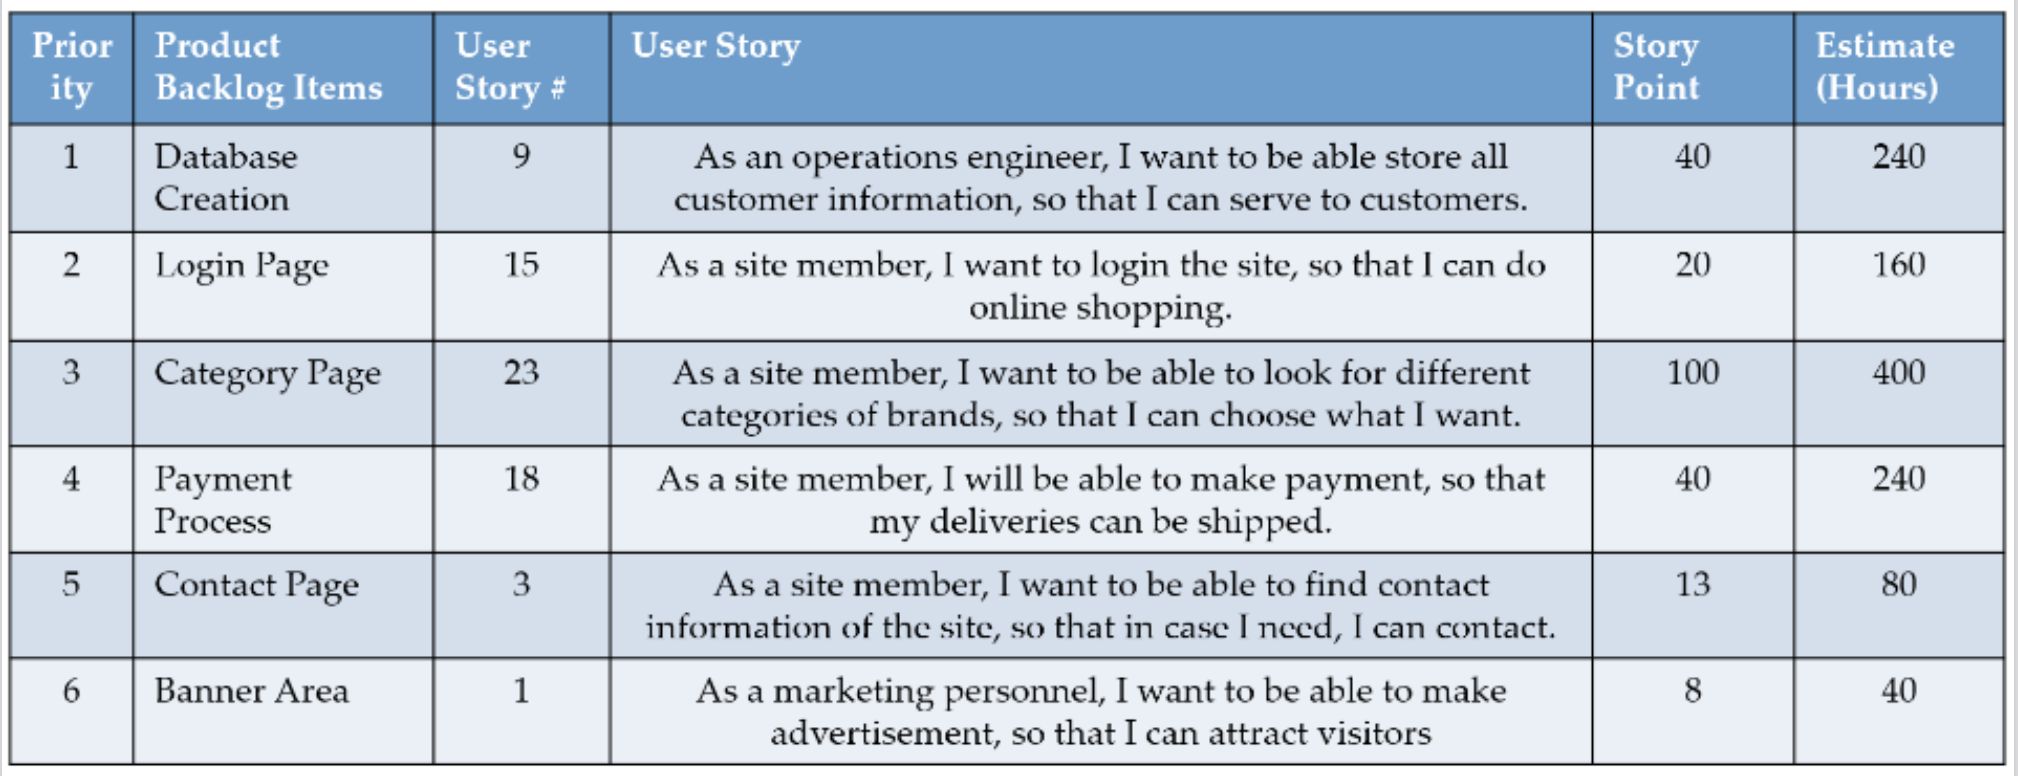 Prior
ity
Product
Backlog Items
User
Story #
User Story
Story
Point
Estimate
(Hours)
1
Database
Creation
9
As an operations engineer, I want to be able store all
customer information, so that I can serve to customers.
40
240
2
Login Page
15
As a site member, I want to login the site, so that I can do
online shopping.
20
160
3
Category Page
23
As a site member, I want to be able to look for different
categories of brands, so that I can choose what I want.
100
400
4
Payment
Process
18
As a site member, I will be able to make payment, so that
my deliveries can be shipped.
40
240
5
Contact Page
3
As a site member, I want to be able to find contact
information of the site, so that in case I need, I can contact.
13
80
6
Banner Area
1
As a marketing personnel, I want to be able to make
advertisement, so that I can attract visitors
8
40